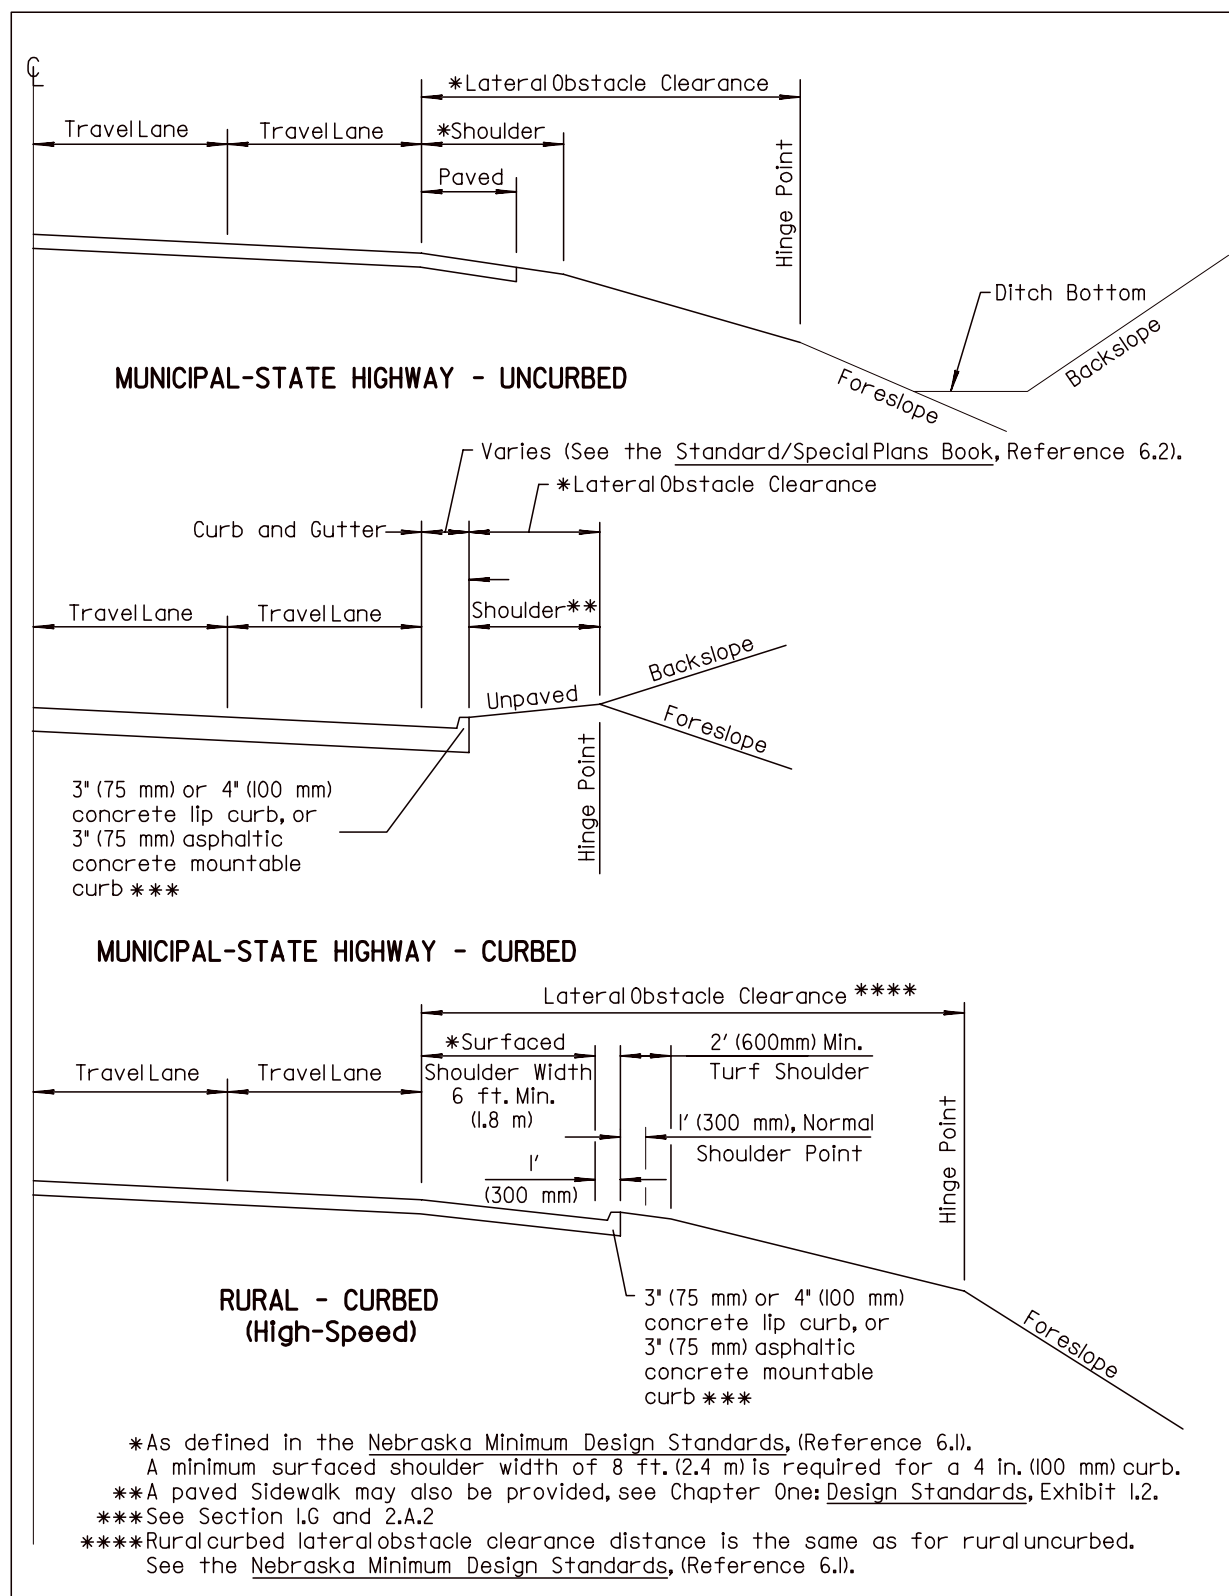 ℄
*Lateral Obstacle Clearance
Travel Lane
Travel Lane
*Shoulder
Paved
Hinge Point
Ditch Bottom
Backslope
Foreslope
MUNICIPAL-STATE HIGHWAY - UNCURBED
Varies (See the Standard/Special Plans Book, Reference 6.2).
*Lateral Obstacle Clearance
Curb and Gutter
Travel Lane
Travel Lane
Shoulder**
Backslope
Unpaved
Foreslope
Hinge Point
3" (75 mm) or 4" (100 mm)
concrete lip curb, or
3" (75 mm) asphaltic
concrete mountable
curb ***
MUNICIPAL-STATE HIGHWAY - CURBED
Lateral Obstacle Clearance ****
*Surfaced
Shoulder Width
6 ft. Min.
(1.8 m)
2' (600mm) Min.
Turf Shoulder
Travel Lane
Travel Lane
1' (300 mm), Normal
Shoulder Point
1'
(300 mm)
Hinge Point
RURAL - CURBED
(High-Speed)
3" (75 mm) or 4" (100 mm)
concrete lip curb, or
3" (75 mm) asphaltic
concrete mountable
curb ***
Foreslope
*As defined in the Nebraska Minimum Design Standards, (Reference 6.1).
A minimum surfaced shoulder width of 8 ft. (2.4 m) is required for a 4 in. (100 mm) curb.
**A paved Sidewalk may also be provided, see Chapter One: Design Standards, Exhibit 1.2.
***See Section 1.G and 2.A.2
****Rural curbed lateral obstacle clearance distance is the same as for rural uncurbed.
See the Nebraska Minimum Design Standards, (Reference 6.1).